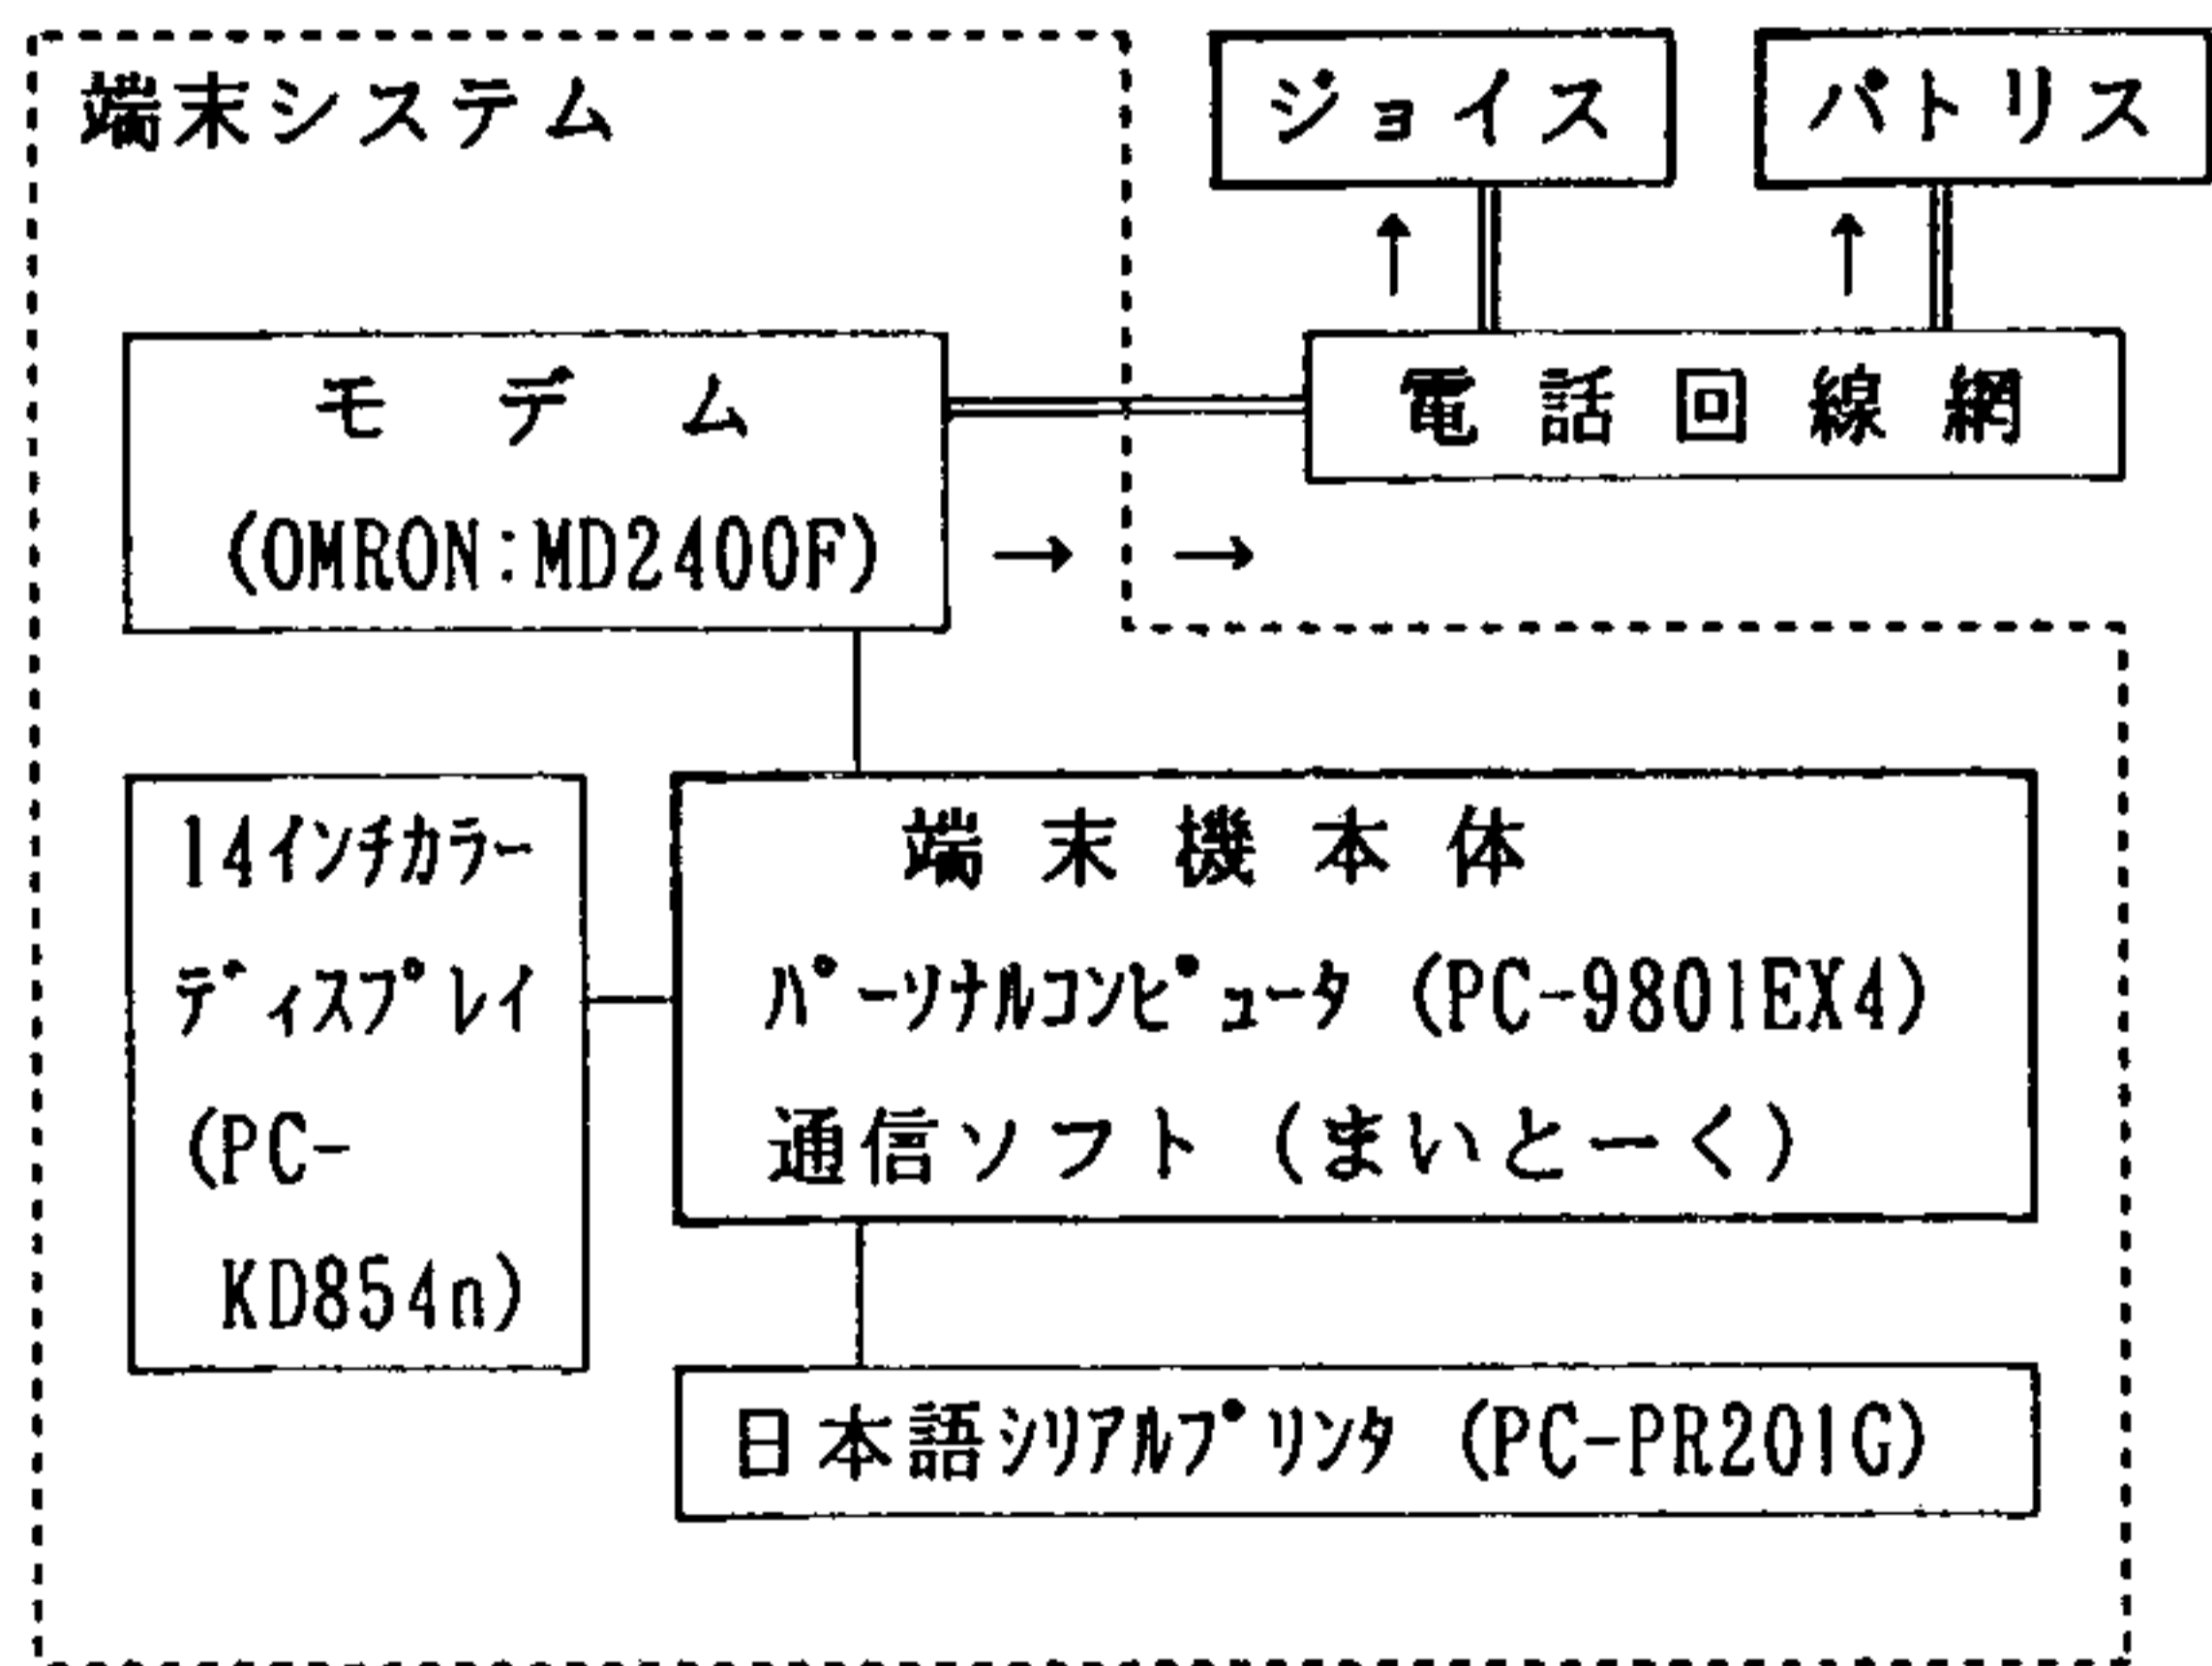 端末システム
ジョイス
パトリス
モデム
(OMRON:MD2400F)
→ →
↑ ↑
電話回線網
14ｲﾝﾁｶﾗｰ
ﾃﾞｨｽﾌﾟﾚｲ
(PC-
KD854n)
端末機本体
ﾊﾟｰｿﾅﾙｺﾝﾋﾟｭｰﾀ (PC-9801EX4)
通信ソフト (まいとーく)
日本語ｼﾘｱﾙﾌﾟﾘﾝﾀ (PC-PR201G)